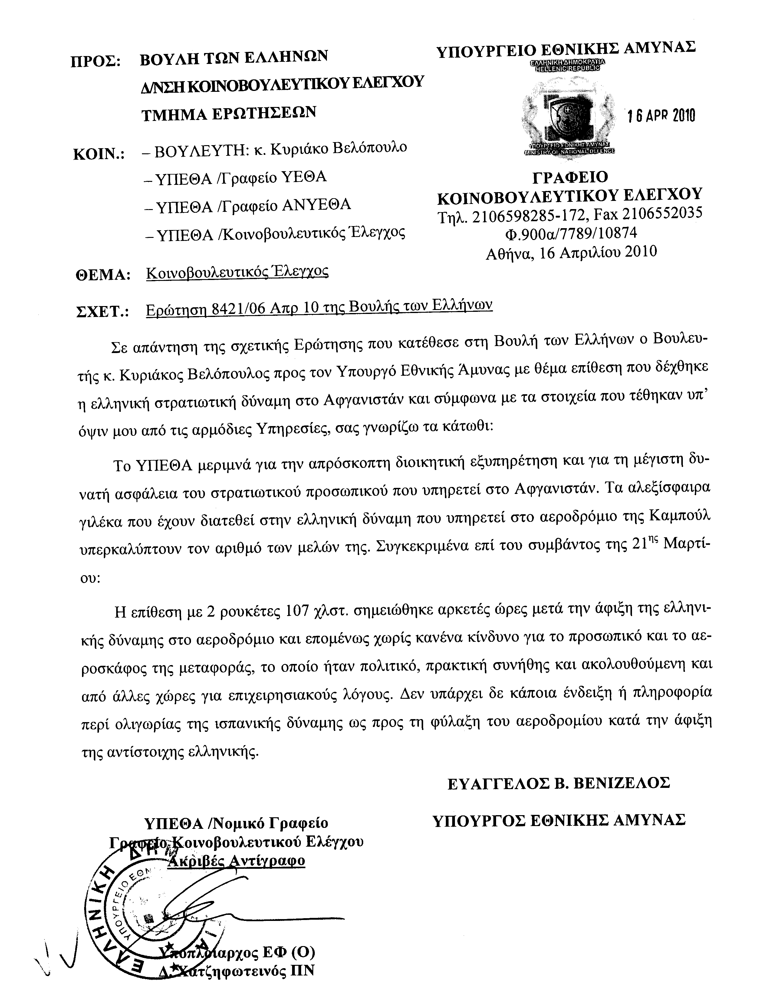 ΠΡΟΣ: ΒΟΥΛΗ ΤΩΝ ΕΛΛΗΝΩΝ
Δ/ΝΣΗ ΚΟΙΝΟΒΟΥΛΕΥΤΙΚΟΥ ΕΛΕΓΧΟΥ
ΤΜΗΜΑ ΕΡΩΤΗΣΕΩΝ
ΚΟΙΝ.: – ΒΟΥΛΕΥΤΗ: κ. Κυριάκο Βελόπουλο
– ΥΠΕΘΑ /Γραφείο ΥΕΘΑ
– ΥΠΕΘΑ /Γραφείο ΑΝΥΕΘΑ
– ΥΠΕΘΑ /Κοινοβουλευτικός Έλεγχος
ΥΠΟΥΡΓΕΙΟ ΕΘΝΙΚΗΣ ΑΜΥΝΑΣ
ΕΛΛΗΝΙΚΗ ΔΗΜΟΚΡΑΤΙΑ
HELLENIC REPUBLIC
16 APR 2010
ΥΠΟΥΡΓΕΙΟ ΕΘΝΙΚΗΣ ΑΜΥΝΑΣ
MINISTRY OF NATIONAL DEFENCE
ΓΡΑΦΕΙΟ
ΚΟΙΝΟΒΟΥΛΕΥΤΙΚΟΥ ΕΛΕΓΧΟΥ
Τηλ. 2106598285-172, Fax 2106552035
Φ.900α/7789/10874
Αθήνα, 16 Απριλίου 2010
ΘΕΜΑ: Κοινοβουλευτικός Έλεγχος
ΣΧΕΤ.: Ερώτηση 8421/06 Απρ 10 της Βουλής των Ελλήνων
Σε απάντηση της σχετικής Ερώτησης που κατέθεσε στη Βουλή των Ελλήνων ο Βουλευ-
τής κ. Κυριάκος Βελόπουλος προς τον Υπουργό Εθνικής Άμυνας με θέμα επίθεση που δέχθηκε
η ελληνική στρατιωτική δύναμη στο Αφγανιστάν και σύμφωνα με τα στοιχεία που τέθηκαν υπ’
όψιν μου από τις αρμόδιες Υπηρεσίες, σας γνωρίζω τα κάτωθι:
Το ΥΠΕΘΑ μεριμνά για την απρόσκοπτη διοικητική εξυπηρέτηση και για τη μέγιστη δυ-
νατή ασφάλεια του στρατιωτικού προσωπικού που υπηρετεί στο Αφγανιστάν. Τα αλεξίσφαιρα
γιλέκα που έχουν διατεθεί στην ελληνική δύναμη που υπηρετεί στο αεροδρόμιο της Καμπούλ
υπερκαλύπτουν τον αριθμό των μελών της. Συγκεκριμένα επί του συμβάντος της 21ης Μαρτί-
ου:
Η επίθεση με 2 ρουκέτες 107 χλστ. σημειώθηκε αρκετές ώρες μετά την άφιξη της ελληνι-
κής δύναμης στο αεροδρόμιο και επομένως χωρίς κανένα κίνδυνο για το προσωπικό και το αε-
ροσκάφος της μεταφοράς, το οποίο ήταν πολιτικό, πρακτική συνήθης και ακολουθούμενη και
από άλλες χώρες για επιχειρησιακούς λόγους. Δεν υπάρχει δε κάποια ένδειξη ή πληροφορία
περί ολιγωρίας της ισπανικής δύναμης ως προς τη φύλαξη του αεροδρομίου κατά την άφιξη
της αντίστοιχης ελληνικής.
ΕΥΑΓΓΕΛΟΣ Β. ΒΕΝΙΖΕΛΟΣ
ΥΠΟΥΡΓΟΣ ΕΘΝΙΚΗΣ ΑΜΥΝΑΣ
ΥΠΕΘΑ /Νομικό Γραφείο
Γραφείο Κοινοβουλευτικού Ελέγχου
Ακριβές Αντίγραφο
ΕΛΛΗΝΙΚΗ ΔΗΜ ΙΑ
ΥΠΟΥΡΓΕΙΟ ΕΘΝ
Υποπλοίαρχος ΕΦ (Ο)
Δ. Χατζηφωτεινός ΠΝ